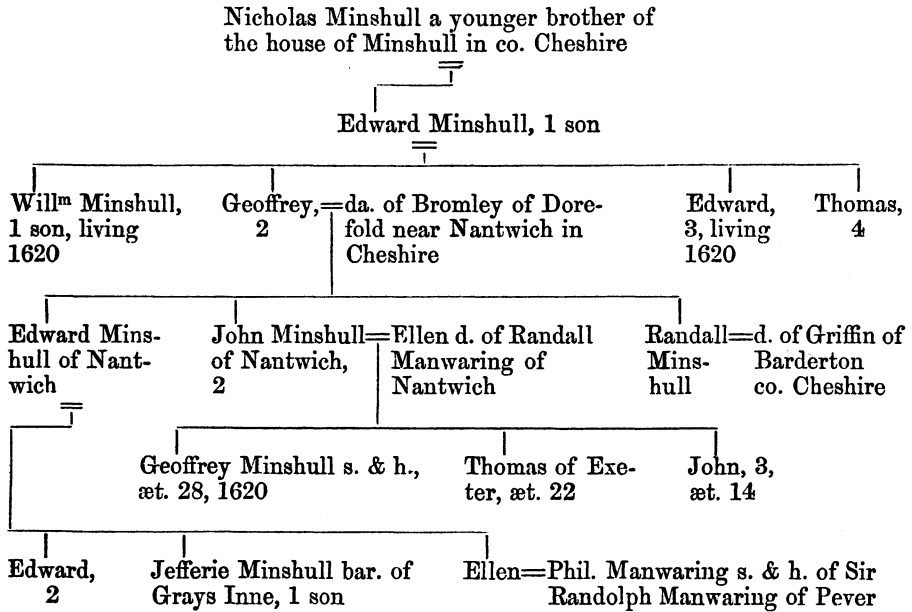 Nicholas Minshull a younger brother of
the house of Minshull in co. Cheshire
Edward Minshull, 1 son
Willᵐ Minshull,
1 son, living
1620
Geoffrey,=da. of Bromley of Dore-
2 fold near Nantwich in
Cheshire
Edward,
3, living
1620
Thomas,
4
Edward Mins-
hull of Nant-
wich
John Minshull=Ellen d. of Randall
of Nantwich, Manwaring of
2 Nantwich
Randall=d. of Griffin of
Mins- Barderton
hull co. Cheshire
Geoffrey Minshull s. & h.,
æt. 28, 1620
Thomas of Exe-
ter, æt. 22
John, 3,
æt. 14
Edward,
2
Jefferie Minshull bar. of
Grays Inne, 1 son
Ellen=Phil. Manwaring s. & h. of Sir
Randolph Manwaring of Pever